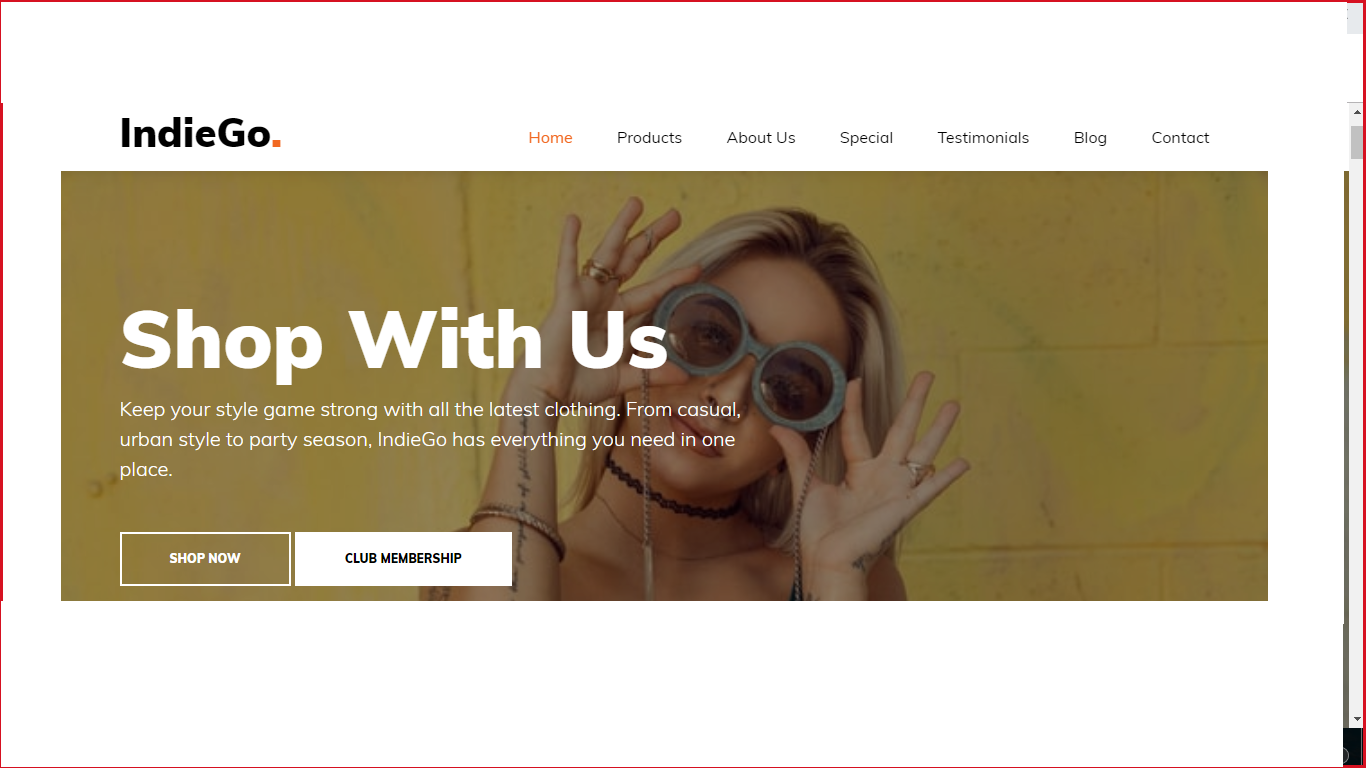 IndieGo.
Home Products About Us Special Testimonials Blog Contact
Shop With Us
Keep your style game strong with all the latest clothing. From casual,
urban style to party season, IndieGo has everything you need in one
place.
SHOP NOW CLUB MEMBERSHIP